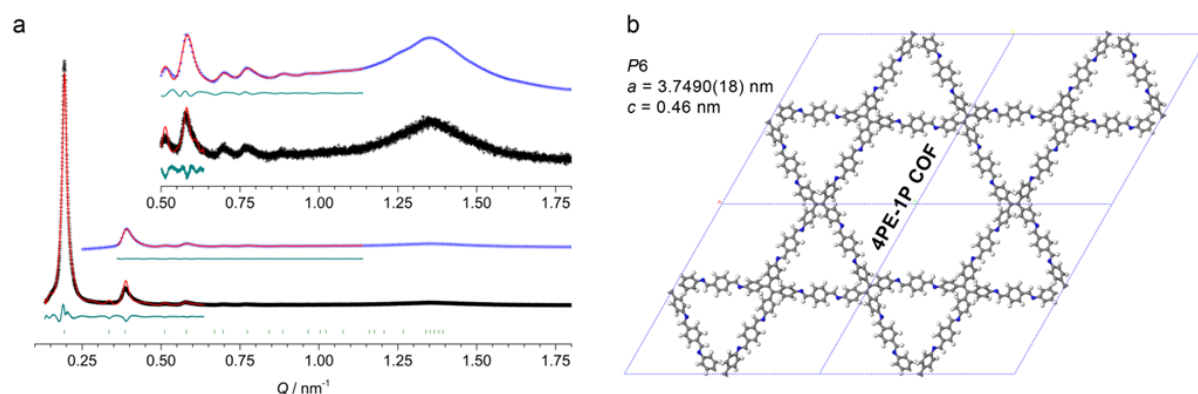 a
0.50 0.75 1.00 1.25 1.50 1.75
0.25 0.50 0.75 1.00 1.25 1.50 1.75
Q / nm⁻¹
b
P6
a = 3.7490(18) nm
c = 0.46 nm
4PE-1P COF